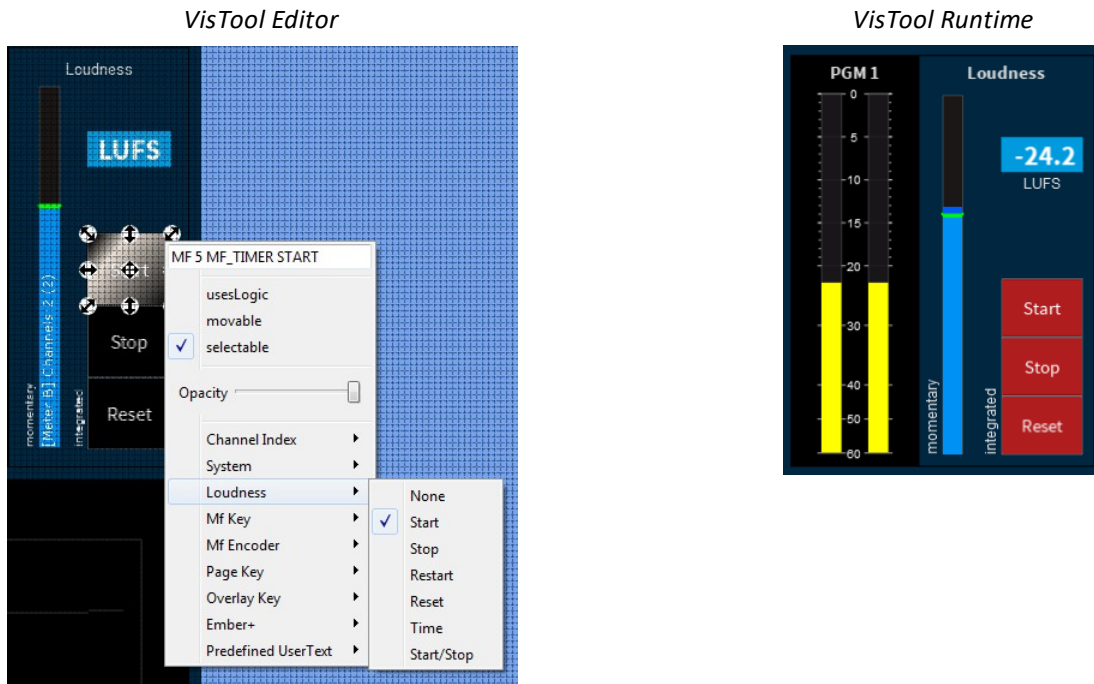 VisTool Editor
Loudness
LUFS
MF 5 MF_TIMER START
usesLogic
movable
selectable
Opacity
Channel Index
System
Loudness
Mf Key
Mf Encoder
Page Key
Overlay Key
Ember+
Predefined UserText
None
Start
Stop
Restart
Reset
Time
Start/Stop
Stop
Reset
momentary
[Meter B] Channels 2 (2)
integrated
VisTool Runtime
PGM 1
0
5
10
15
20
30
40
50
60
Loudness
-24.2
LUFS
Start
Stop
Reset
momentary
integrated